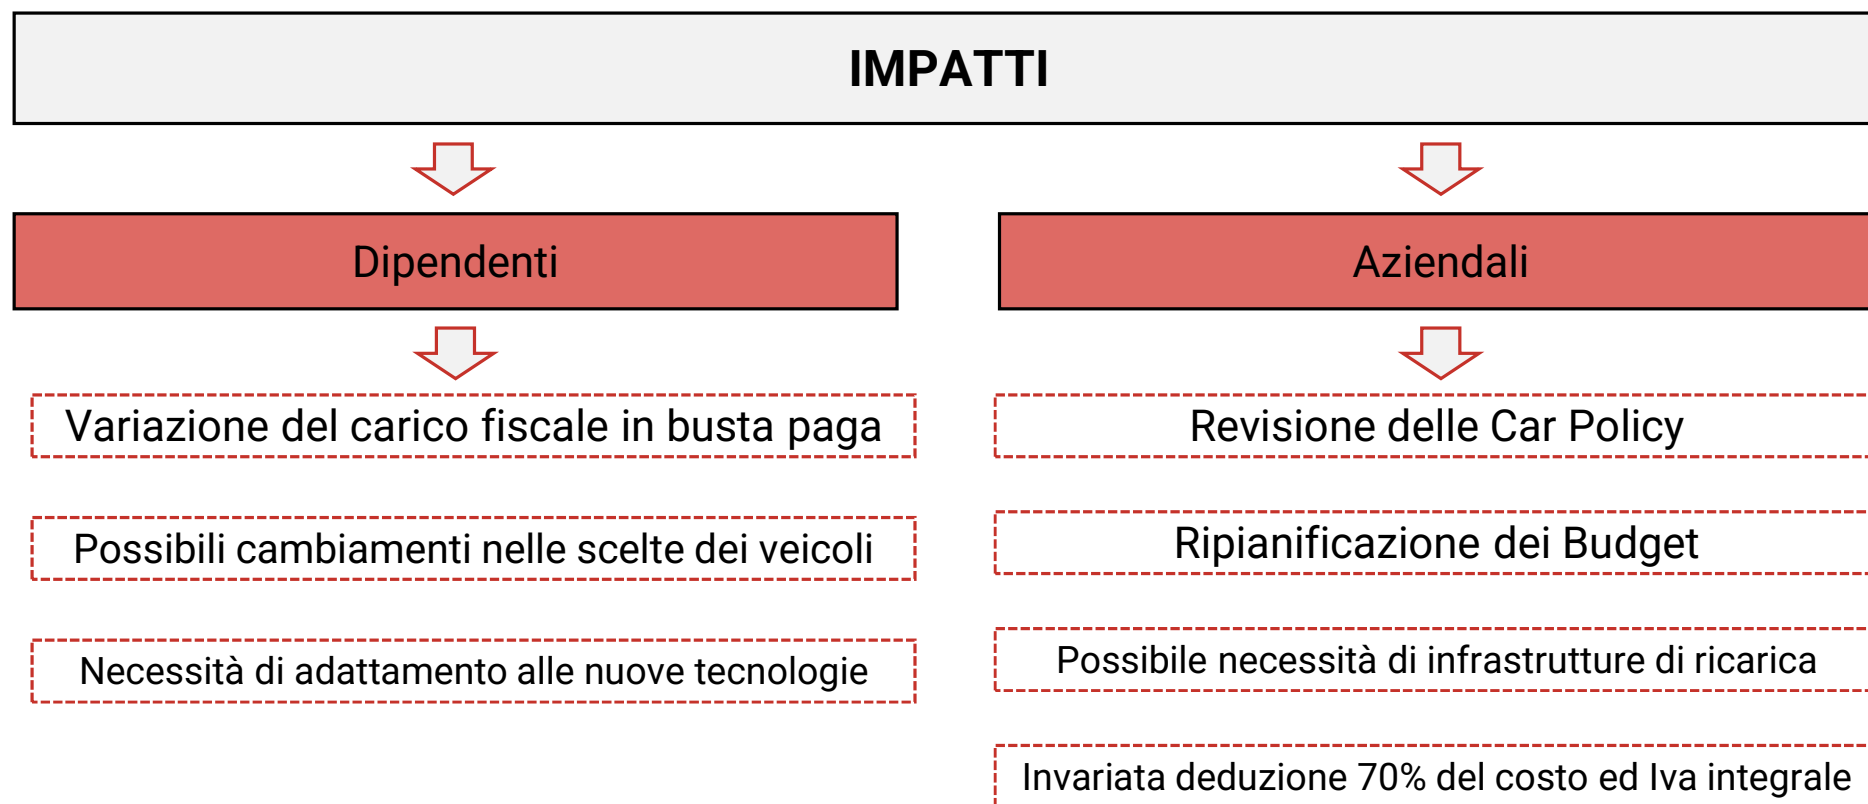 IMPATTI
Dipendenti
Variazione del carico fiscale in busta paga
Possibili cambiamenti nelle scelte dei veicoli
Necessità di adattamento alle nuove tecnologie
Aziendali
Revisione delle Car Policy
Ripianificazione dei Budget
Possibile necessità di infrastrutture di ricarica
Invariata deduzione 70% del costo ed Iva integrale